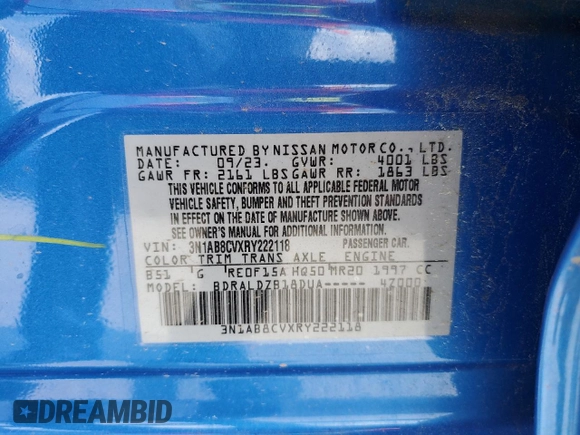 MANUFACTURED BY NISSAN MOTOR CO., LTD.
DATE: 09/23. GVWR: 4001 LBS
GAWR FR: 2161 LBS GAWR RR: 1863 LBS
THIS VEHICLE CONFORMS TO ALL APPLICABLE FEDERAL MOTOR
VEHICLE SAFETY, BUMPER AND THEFT PREVENTION STANDARDS
IN EFFECT ON THE DATE OF MANUFACTURE SHOWN ABOVE.
SEE OWNER'S MANUAL FOR ADDITIONAL INFORMATION.
VIN: 3N1AB8CVXRY222118 PASSENGER CAR
COLOR TRIM TRANS AXLE ENGINE
B51 G RE0F15A HQ50 MR20 1997 CC
MODEL: BDRALDZB18DUA----- 47000
3N1AB8CVXRY222118
DREAMBID